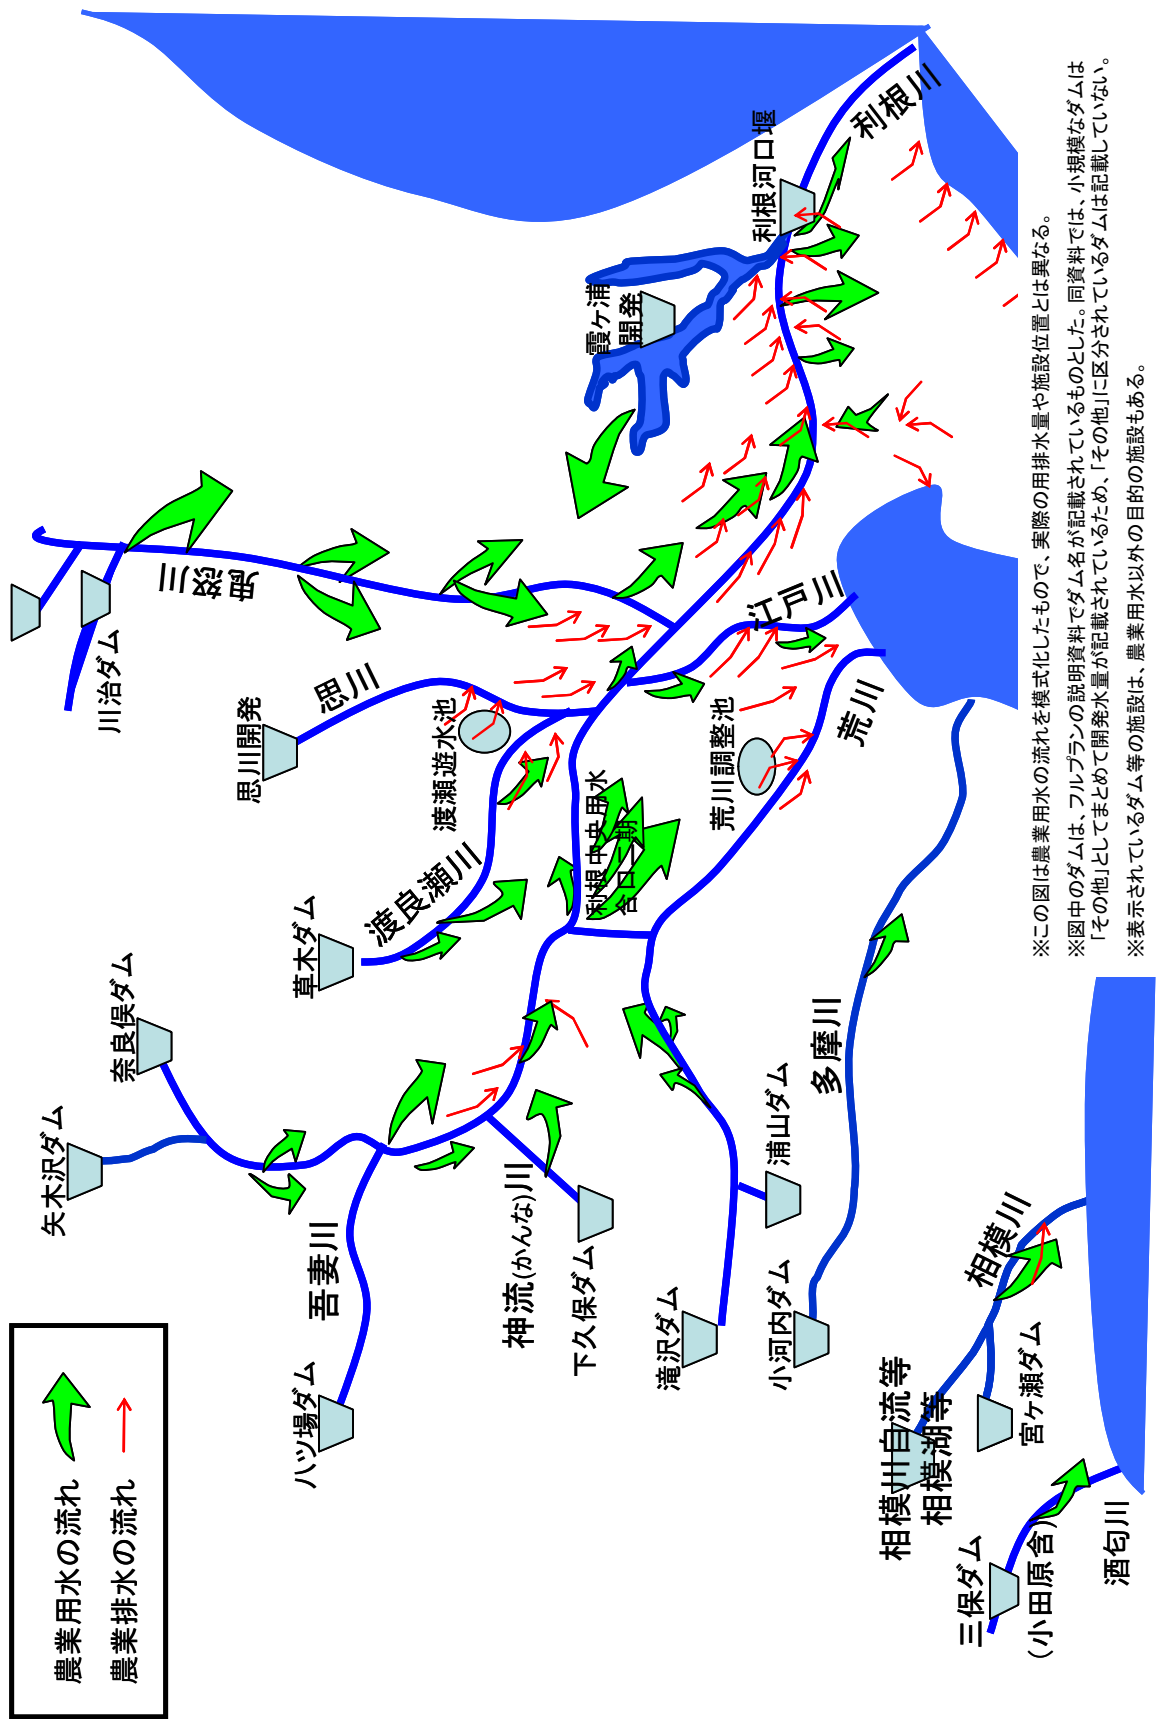 農業用水の流れ
農業排水の流れ
矢木沢ダム
奈良俣ダム
川治ダム
鬼怒川
思川開発
思川
草木ダム
渡良瀬川
渡瀬遊水池
八ツ場ダム
吾妻川
神流(かんな)川
下久保ダム
利根中央用水
合口二期
霞ヶ浦
開発
利根河口堰
利根川
江戸川
荒川調整池
荒川
滝沢ダム
浦山ダム
小河内ダム
多摩川
相模川自流等
相模湖等
相模川
宮ヶ瀬ダム
三保ダム
(小田原含)
酒匂川
※この図は農業用水の流れを模式化したもので、実際の用排水量や施設位置とは異なる。
※図中のダムは、フルプランの説明資料でダム名が記載されているものとした。同資料では、小規模なダムは
「その他」としてまとめて開発水量が記載されているため、「その他」に区分されているダムは記載していない。
※表示されているダム等の施設は、農業用水以外の目的の施設もある。